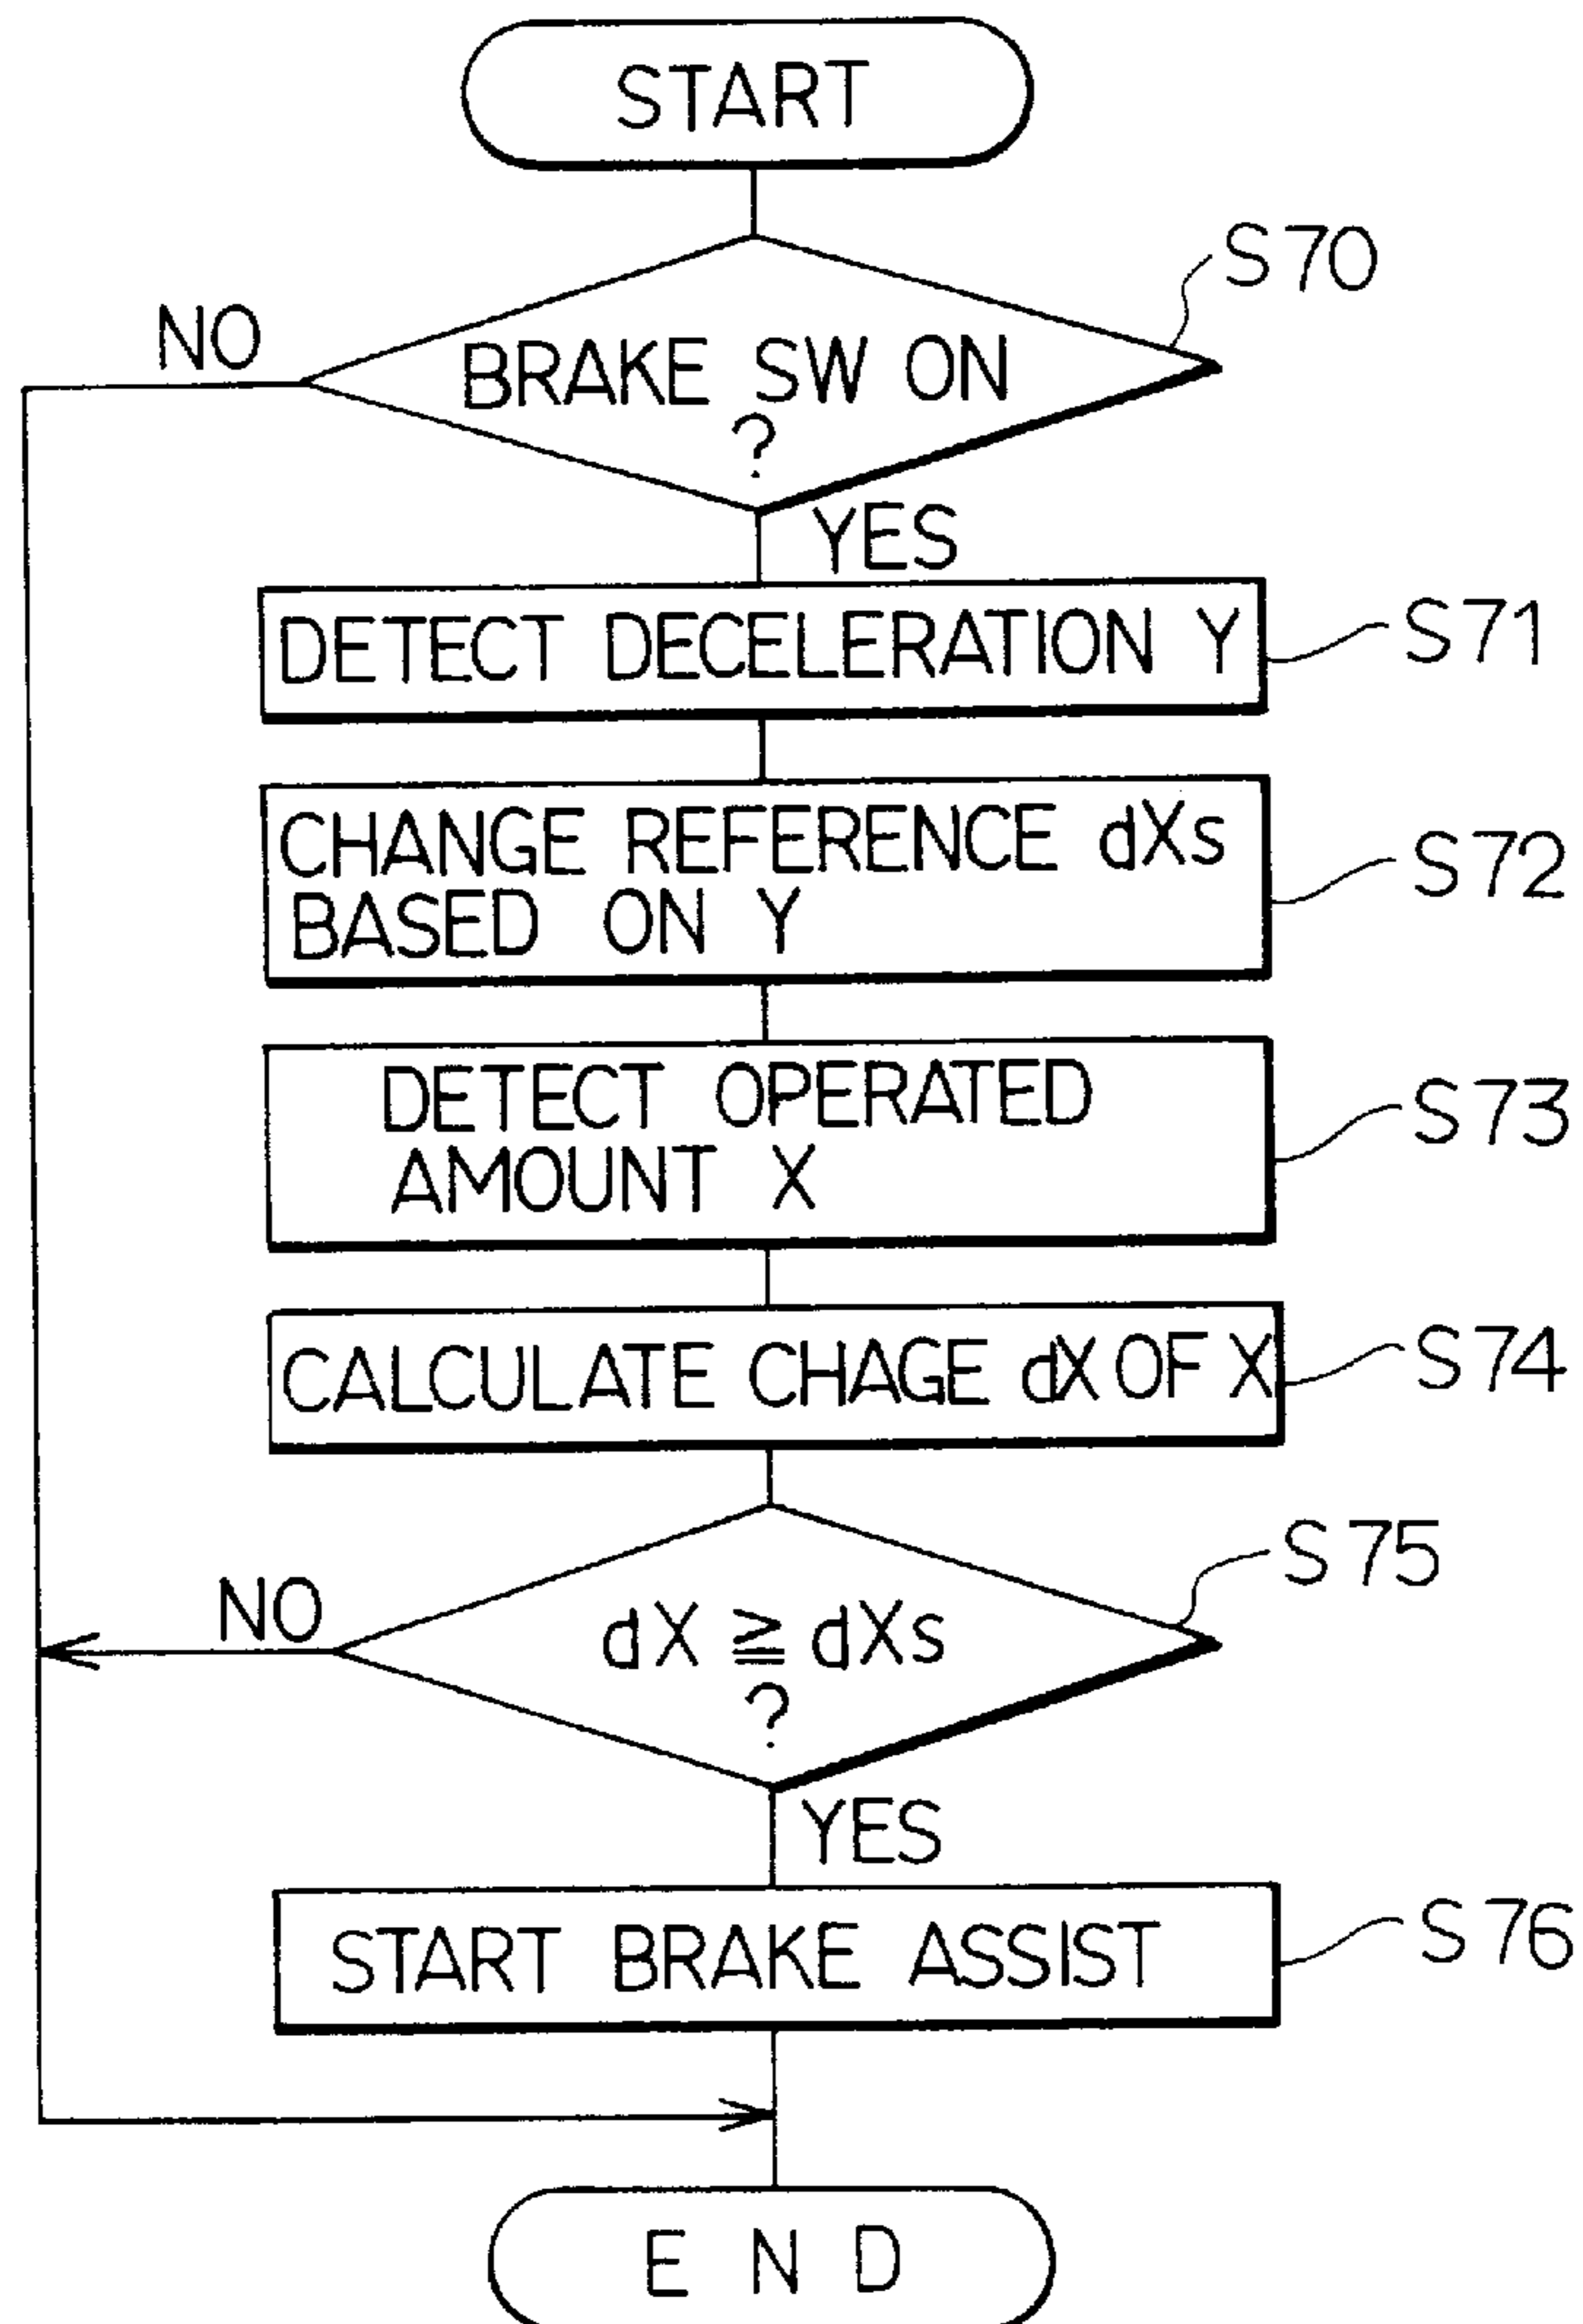 START
S70
NO
BRAKE SW ON
?
YES
DETECT DECELERATION Y
S71
CHANGE REFERENCE dXs
BASED ON Y
S72
DETECT OPERATED
AMOUNT X
S73
CALCULATE CHAGE dX OF X
S74
S75
NO
dX ≧ dXs
?
YES
START BRAKE ASSIST
S76
END